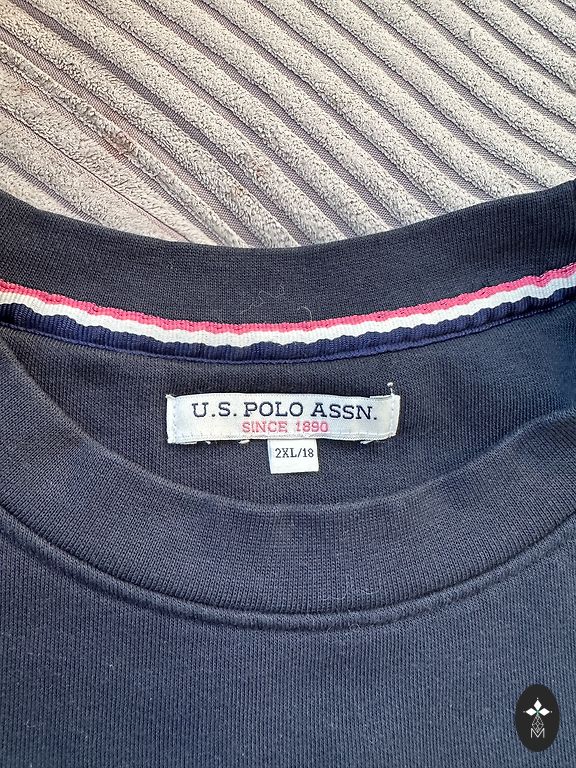 U.S. POLO ASSN.
SINCE 1890
2XL/18
M